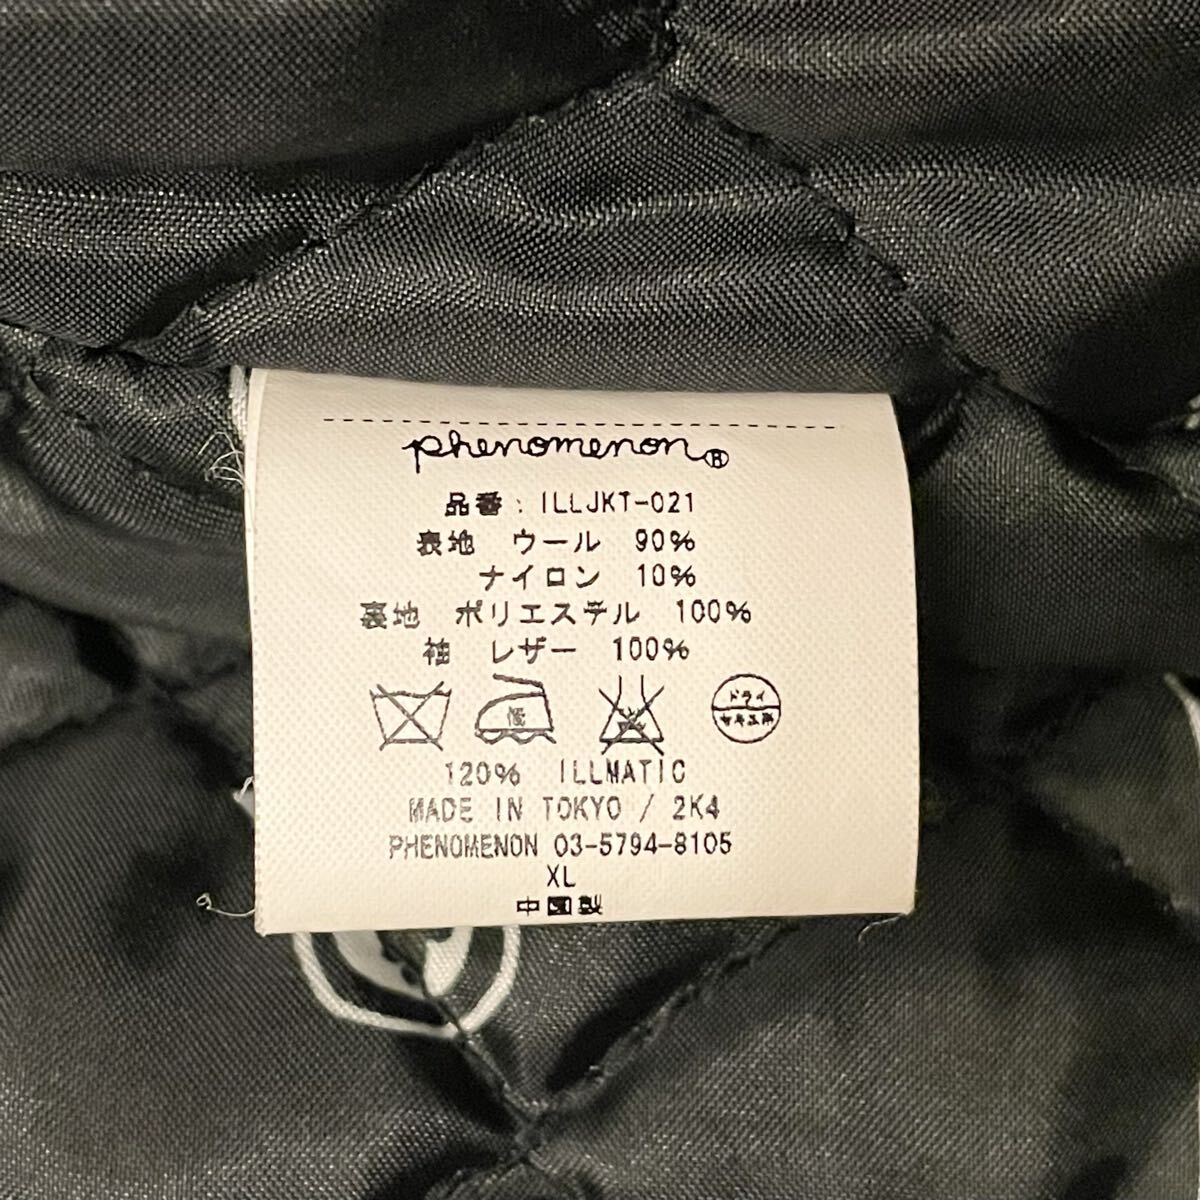 phenomenon®
品番：ILLJKT-021
表地 ウール 90%
ナイロン 10%
裏地 ポリエステル 100%
袖 レザー 100%
低
ドライ
セキユ系
120% ILLMATIC
MADE IN TOKYO / 2K4
PHENOMENON 03-5794-8105
XL
中国製